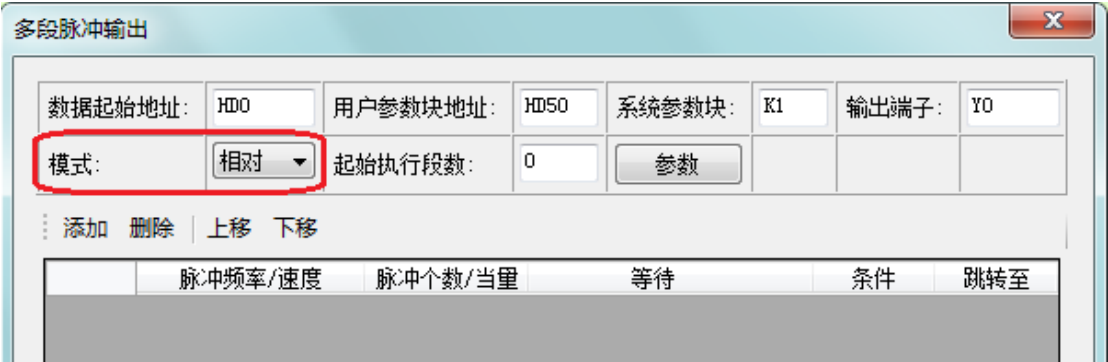 多段脉冲输出
数据起始地址: HD0 用户参数块地址: HD50 系统参数块: K1 输出端子: Y0
模式: 相对 起始执行段数: 0 参数
添加 删除 上移 下移
脉冲频率/速度 脉冲个数/当量 等待 条件 跳转至